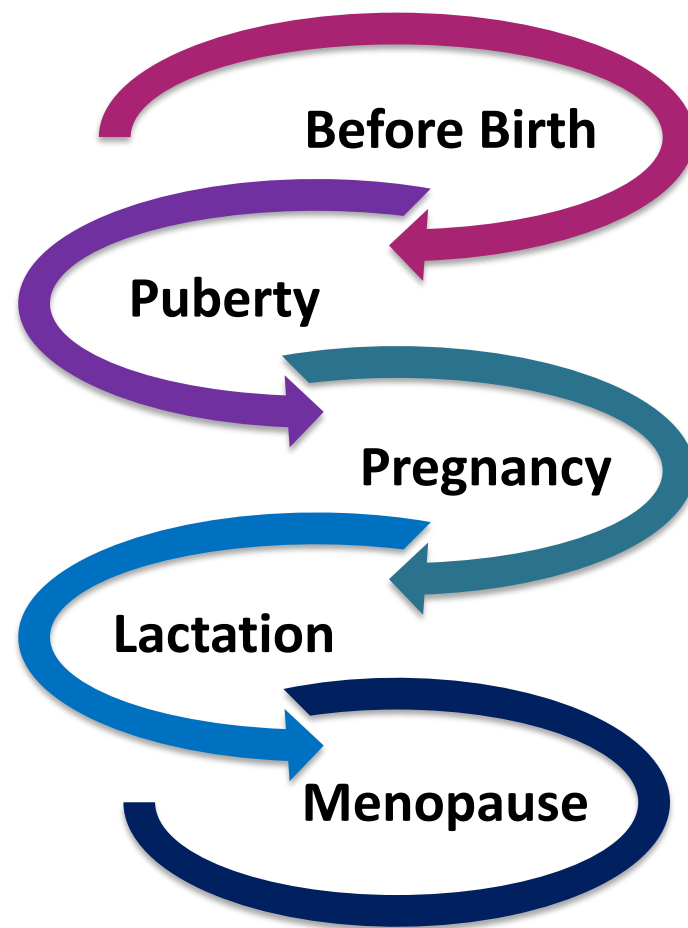 Before Birth
Puberty
Pregnancy
Lactation
Menopause